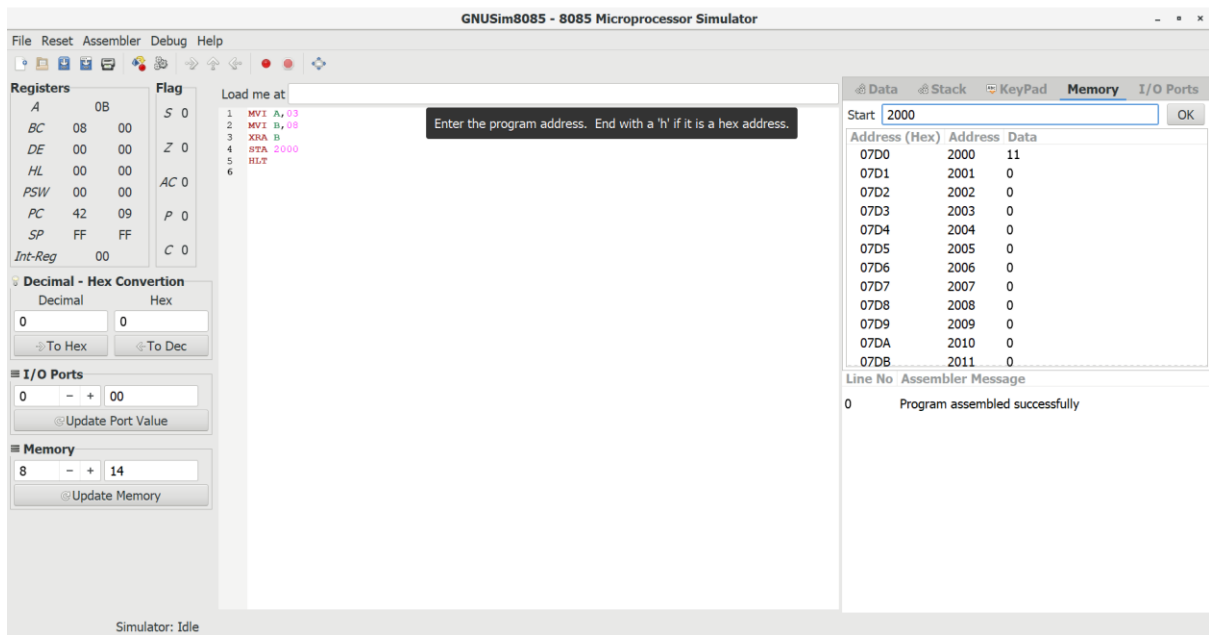 GNUSim8085 - 8085 Microprocessor Simulator
File Reset Assembler Debug Help
Registers
A 0B
BC 08 00
DE 00 00
HL 00 00
PSW 00 00
PC 42 09
SP FF FF
Int-Reg 00
Flag
S 0
Z 0
AC 0
P 0
C 0
Decimal - Hex Convertion
Decimal Hex
0 0
To Hex To Dec
I/O Ports
0 - + 00
Update Port Value
Memory
8 - + 14
Update Memory
Load me at
Enter the program address. End with a 'h' if it is a hex address.
1 MVI A,03
2 MVI B,08
3 XRA B
4 STA 2000
5 HLT
6
Data Stack KeyPad Memory I/O Ports
Start 2000 OK
Address (Hex) Address Data
07D0 2000 11
07D1 2001 0
07D2 2002 0
07D3 2003 0
07D4 2004 0
07D5 2005 0
07D6 2006 0
07D7 2007 0
07D8 2008 0
07D9 2009 0
07DA 2010 0
07DB 2011 0
Line No Assembler Message
0 Program assembled successfully
Simulator: Idle